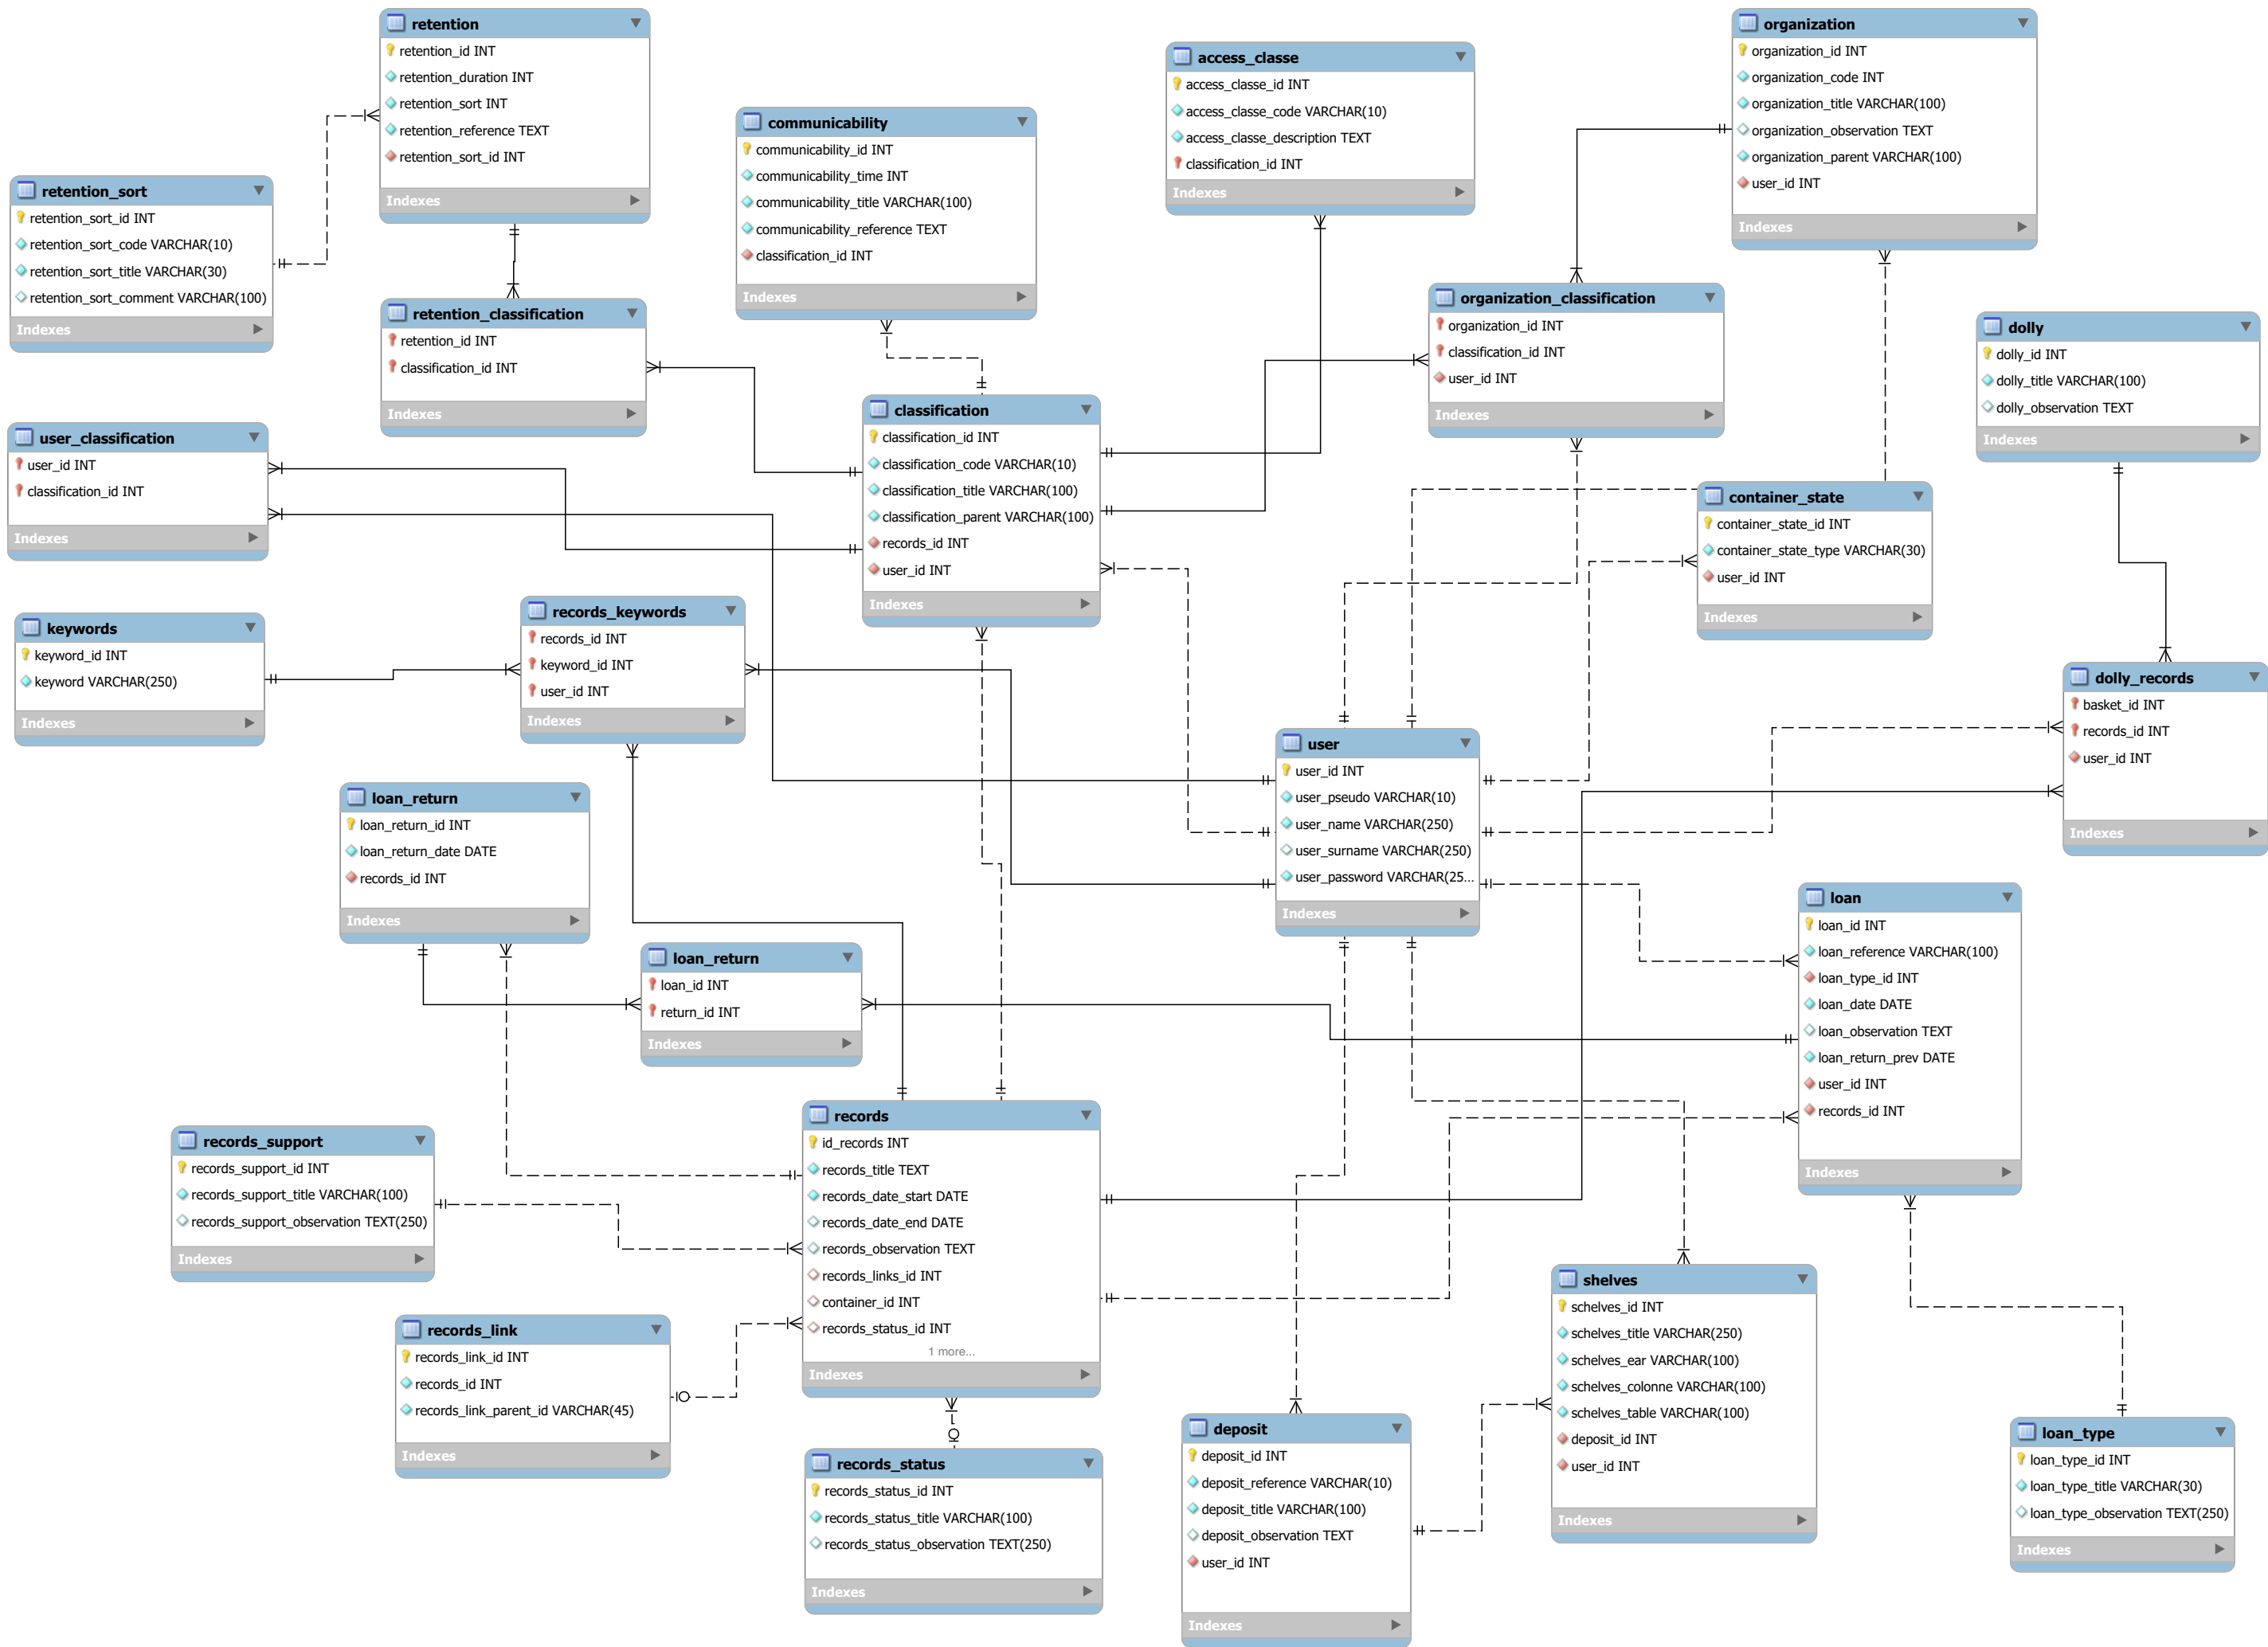 retention
retention_id INT
retention_duration INT
retention_sort INT
retention_reference TEXT
retention_sort_id INT
Indexes
organization
organization_id INT
organization_code INT
organization_title VARCHAR(100)
organization_observation TEXT
organization_parent VARCHAR(100)
user_id INT
Indexes
access_classe
access_classe_id INT
access_classe_code VARCHAR(10)
access_classe_description TEXT
classification_id INT
Indexes
communicability
communicability_id INT
communicability_time INT
communicability_title VARCHAR(100)
communicability_reference TEXT
classification_id INT
Indexes
retention_sort
retention_sort_id INT
retention_sort_code VARCHAR(10)
retention_sort_title VARCHAR(30)
retention_sort_comment VARCHAR(100)
Indexes
retention_classification
retention_id INT
classification_id INT
Indexes
organization_classification
organization_id INT
classification_id INT
user_id INT
Indexes
dolly
dolly_id INT
dolly_title VARCHAR(100)
dolly_observation TEXT
Indexes
classification
classification_id INT
classification_code VARCHAR(10)
classification_title VARCHAR(100)
classification_parent VARCHAR(100)
records_id INT
user_id INT
Indexes
user_classification
user_id INT
classification_id INT
Indexes
container_state
container_state_id INT
container_state_type VARCHAR(30)
user_id INT
Indexes
records_keywords
records_id INT
keyword_id INT
user_id INT
Indexes
keywords
keyword_id INT
keyword VARCHAR(250)
Indexes
dolly_records
basket_id INT
records_id INT
user_id INT
Indexes
user
user_id INT
user_pseudo VARCHAR(10)
user_name VARCHAR(250)
user_surname VARCHAR(250)
user_password VARCHAR(25...
Indexes
loan_return
loan_return_id INT
loan_return_date DATE
records_id INT
Indexes
loan
loan_id INT
loan_reference VARCHAR(100)
loan_type_id INT
loan_date DATE
loan_observation TEXT
loan_return_prev DATE
user_id INT
records_id INT
Indexes
loan_return
loan_id INT
return_id INT
Indexes
records
id_records INT
records_title TEXT
records_date_start DATE
records_date_end DATE
records_observation TEXT
records_links_id INT
container_id INT
records_status_id INT
1 more...
Indexes
records_support
records_support_id INT
records_support_title VARCHAR(100)
records_support_observation TEXT(250)
Indexes
shelves
schelves_id INT
schelves_title VARCHAR(250)
schelves_ear VARCHAR(100)
schelves_colonne VARCHAR(100)
schelves_table VARCHAR(100)
deposit_id INT
user_id INT
Indexes
records_link
records_link_id INT
records_id INT
records_link_parent_id VARCHAR(45)
Indexes
deposit
deposit_id INT
deposit_reference VARCHAR(10)
deposit_title VARCHAR(100)
deposit_observation TEXT
user_id INT
Indexes
loan_type
loan_type_id INT
loan_type_title VARCHAR(30)
loan_type_observation TEXT(250)
Indexes
records_status
records_status_id INT
records_status_title VARCHAR(100)
records_status_observation TEXT(250)
Indexes